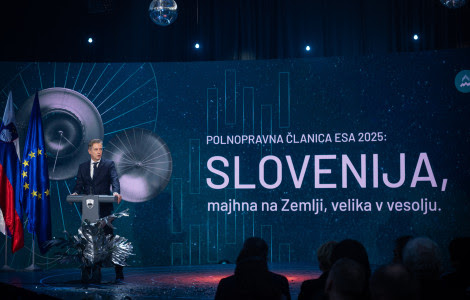 POLNOPRAVNA ČLANICA ESA 2025:
SLOVENIJA,
majhna na Zemlji, velika v vesolju.